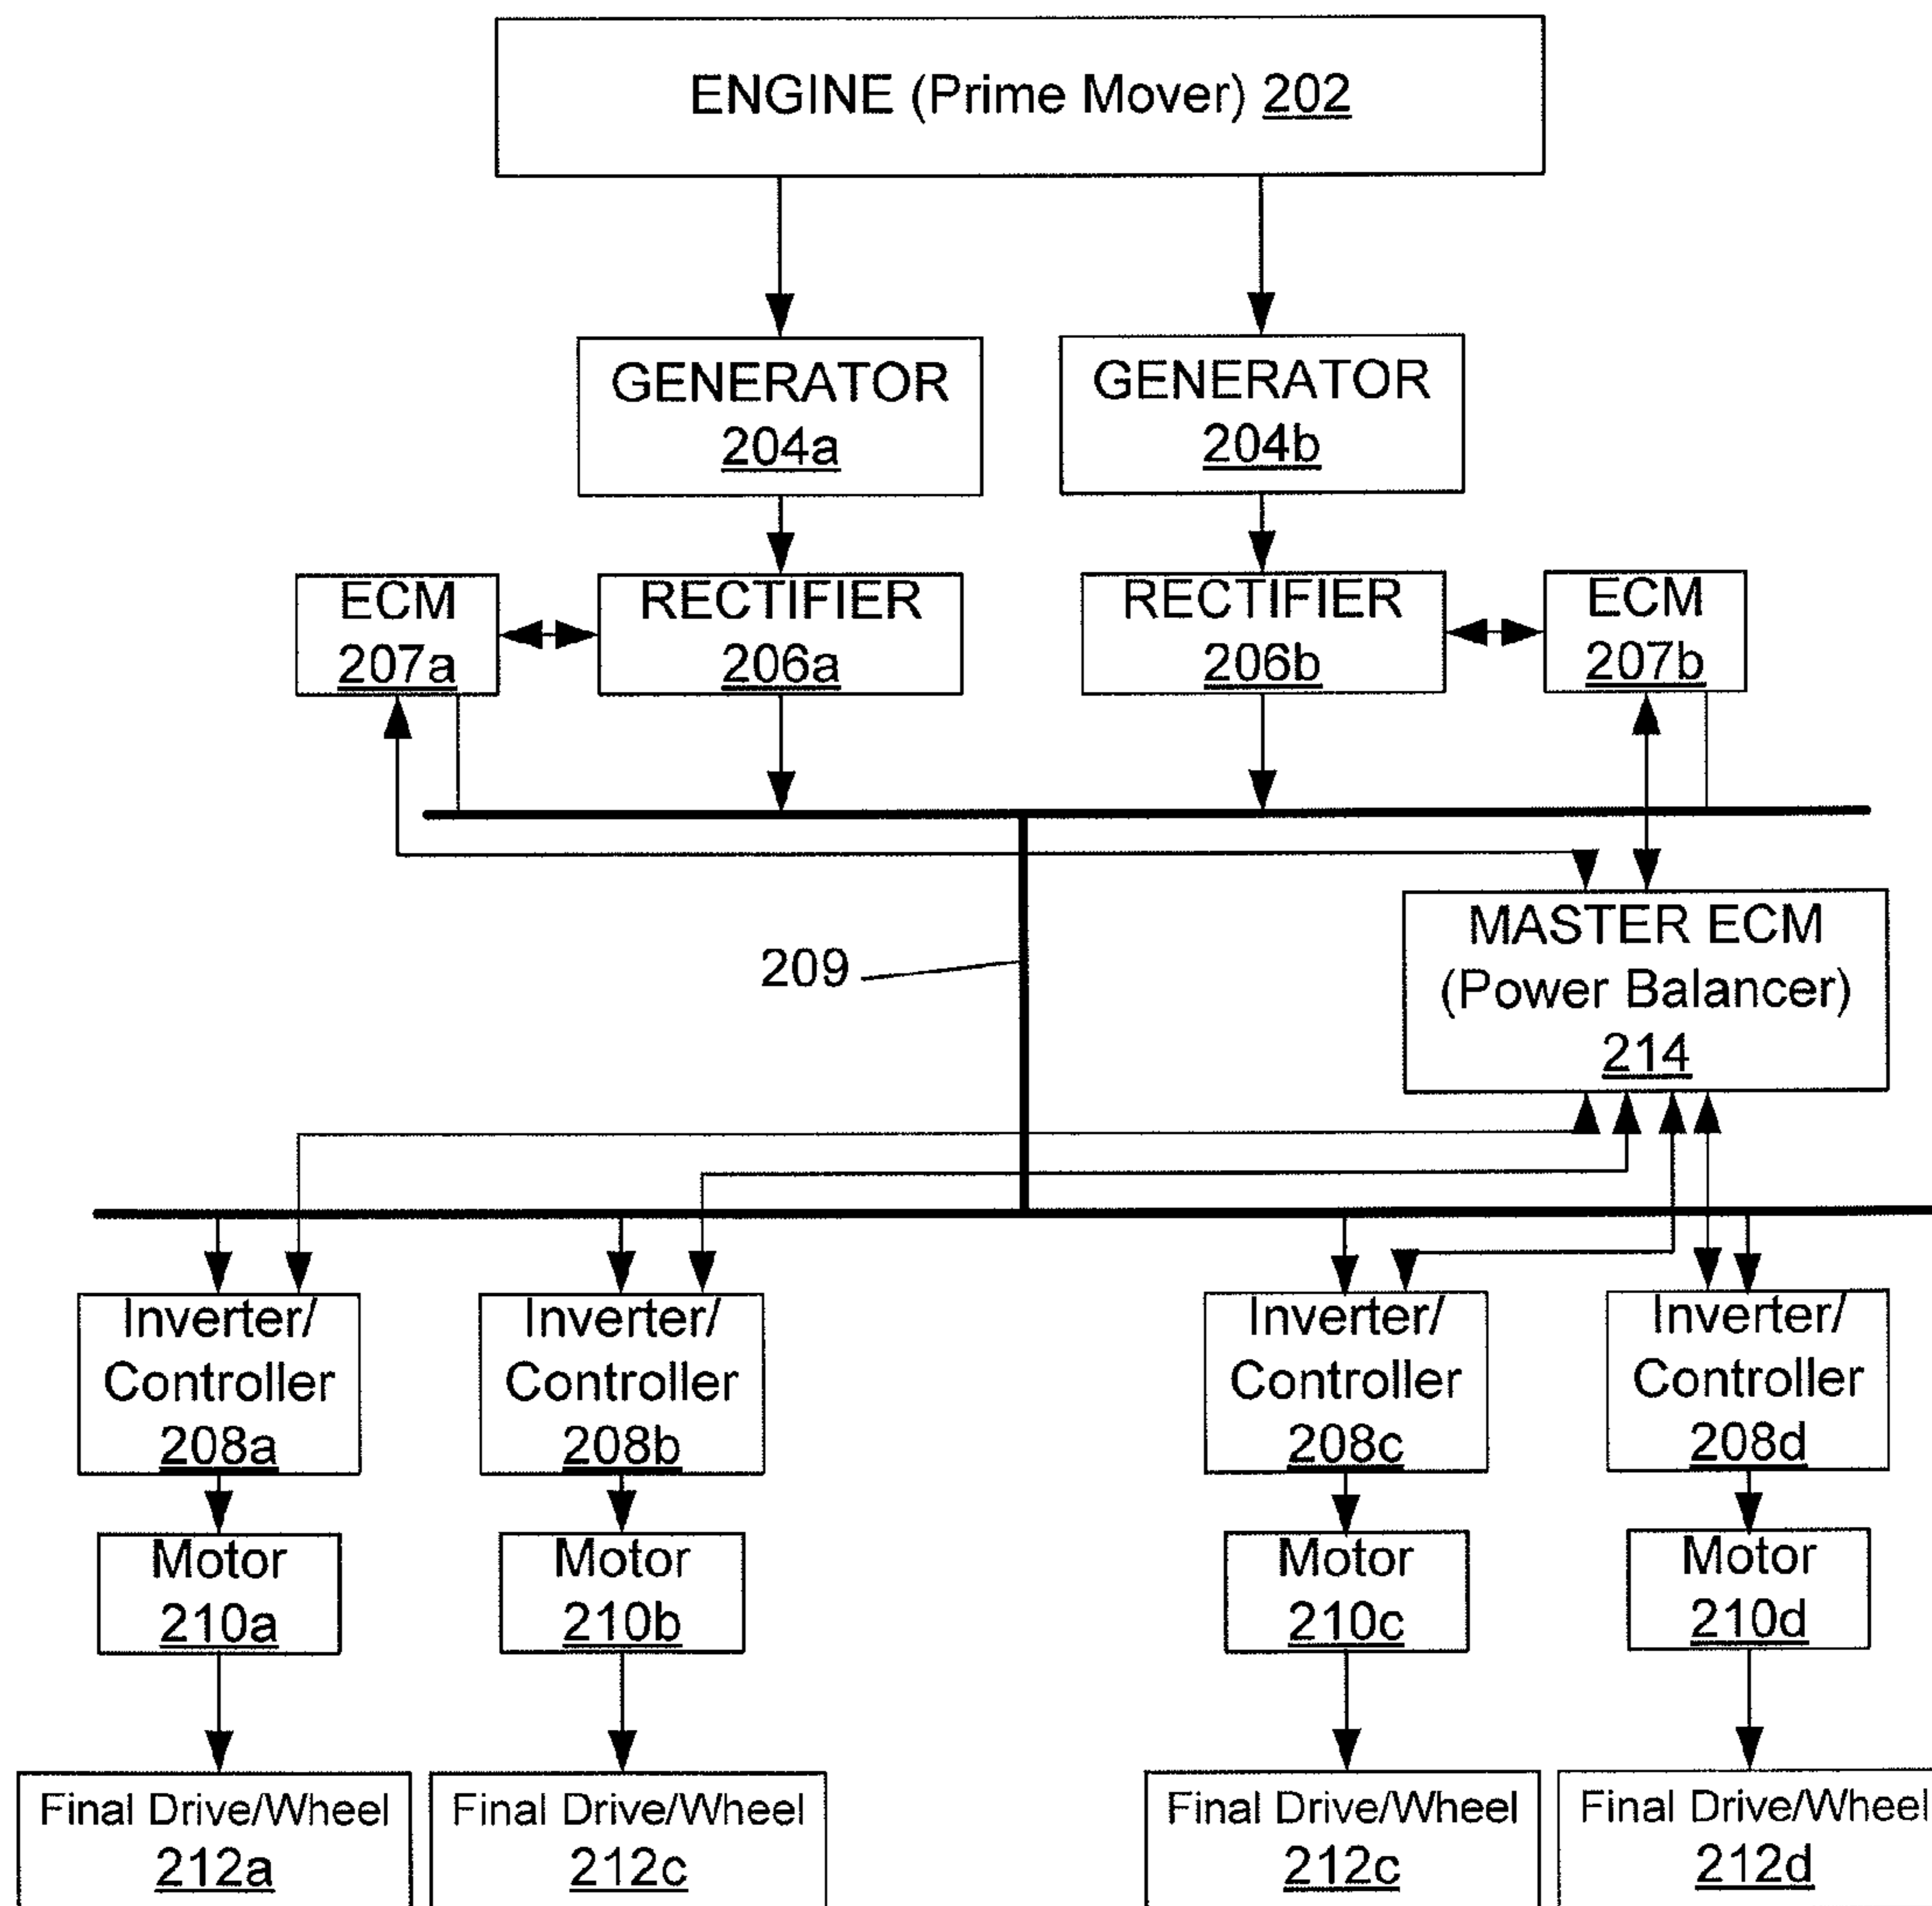 ENGINE (Prime Mover) 202
GENERATOR
204a
GENERATOR
204b
ECM
207a
RECTIFIER
206a
RECTIFIER
206b
ECM
207b
209
MASTER ECM
(Power Balancer)
214
Inverter/
Controller
208a
Inverter/
Controller
208b
Inverter/
Controller
208c
Inverter/
Controller
208d
Motor
210a
Motor
210b
Motor
210c
Motor
210d
Final Drive/Wheel
212a
Final Drive/Wheel
212c
Final Drive/Wheel
212c
Final Drive/Wheel
212d